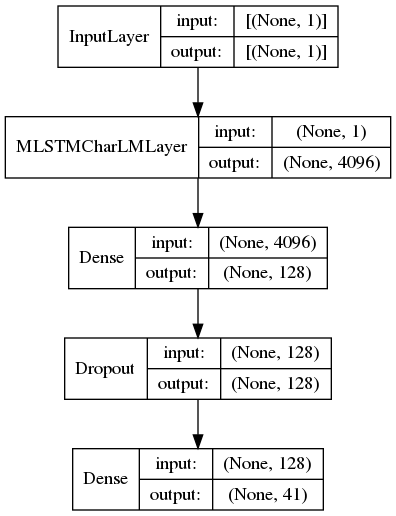 InputLayer
input: [(None, 1)]
output: [(None, 1)]
MLSTMCharLMLayer
input: (None, 1)
output: (None, 4096)
Dense
input: (None, 4096)
output: (None, 128)
Dropout
input: (None, 128)
output: (None, 128)
Dense
input: (None, 128)
output: (None, 41)